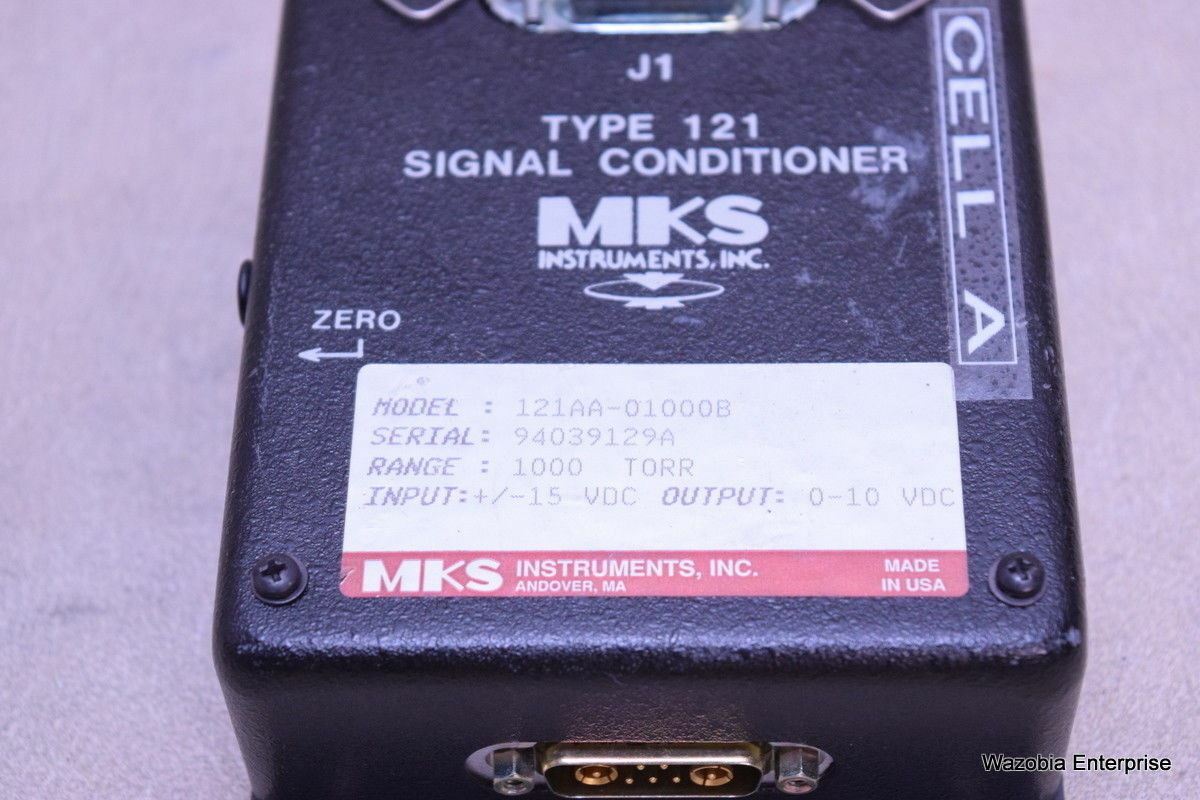 J1
TYPE 121
SIGNAL CONDITIONER
MKS
INSTRUMENTS, INC.
CELL A
ZERO
MODEL : 121AA-01000B
SERIAL: 94039129A
RANGE : 1000 TORR
INPUT:+/-15 VDC OUTPUT: 0-10 VDC
MKS INSTRUMENTS, INC.
ANDOVER, MA
MADE
IN USA
Wazobia Enterprise